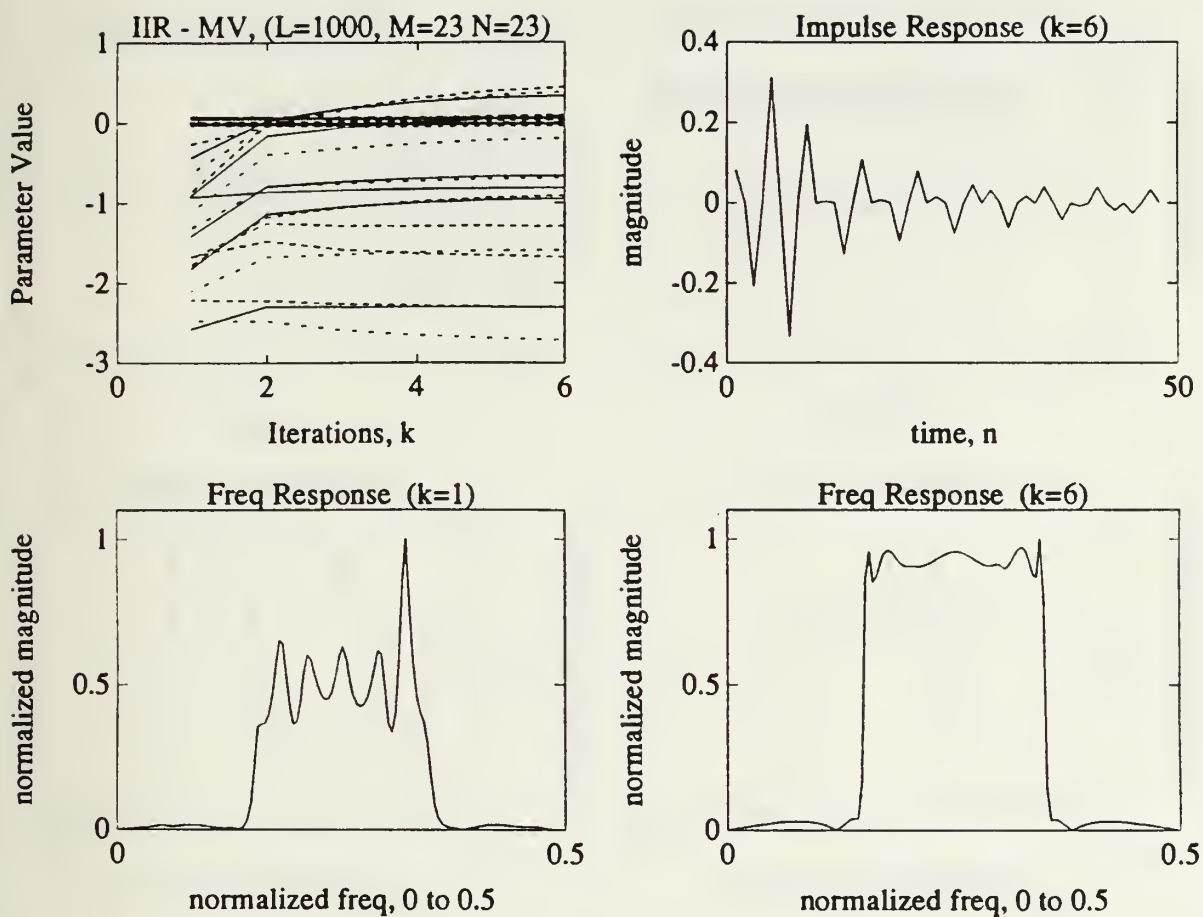 IIR - MV, (L=1000, M=23 N=23)
1
0
-1
-2
-3
Parameter Value
0
2
4
6
Iterations, k
Impulse Response (k=6)
0.4
0.2
0
-0.2
-0.4
magnitude
0
50
time, n
Freq Response (k=1)
1
0.5
0
normalized magnitude
0
0.5
normalized freq, 0 to 0.5
Freq Response (k=6)
1
0.5
0
normalized magnitude
0
0.5
normalized freq, 0 to 0.5